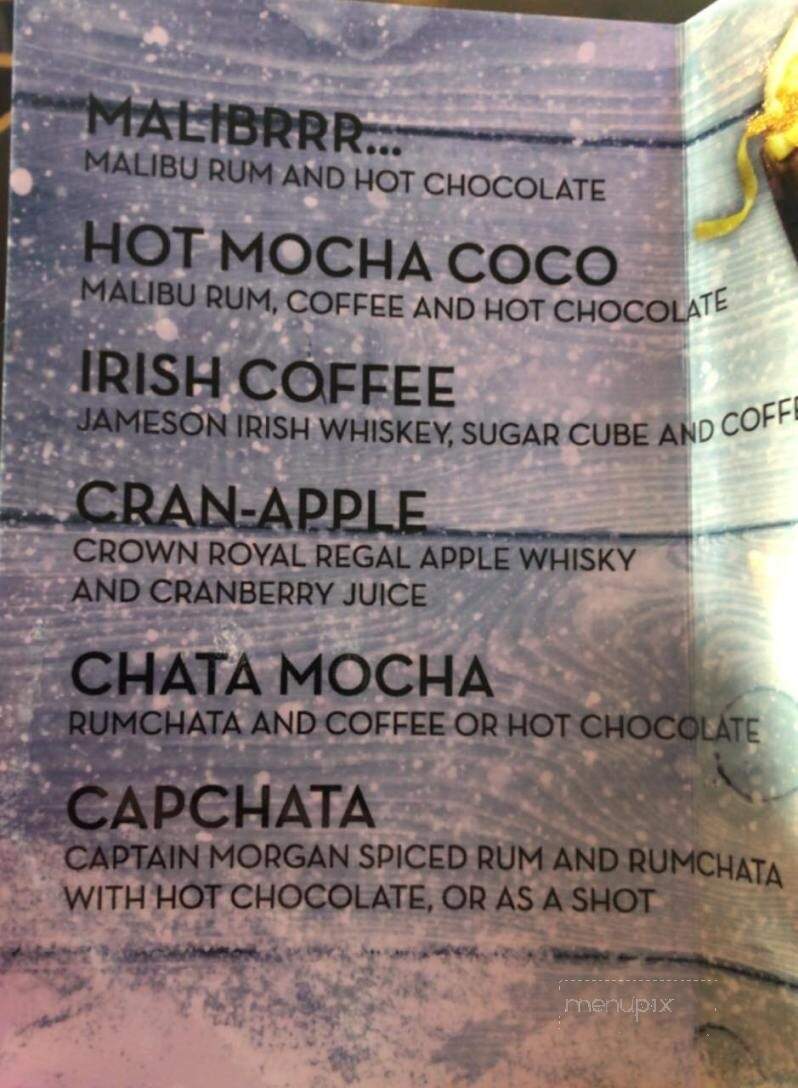 MALIBRRR...
MALIBU RUM AND HOT CHOCOLATE
HOT MOCHA COCO
MALIBU RUM, COFFEE AND HOT CHOCOLATE
IRISH COFFEE
JAMESON IRISH WHISKEY, SUGAR CUBE AND COFFE
CRAN-APPLE
CROWN ROYAL REGAL APPLE WHISKY
AND CRANBERRY JUICE
CHATA MOCHA
RUMCHATA AND COFFEE OR HOT CHOCOLATE
CAPCHATA
CAPTAIN MORGAN SPICED RUM AND RUMCHATA
WITH HOT CHOCOLATE, OR AS A SHOT
menupix